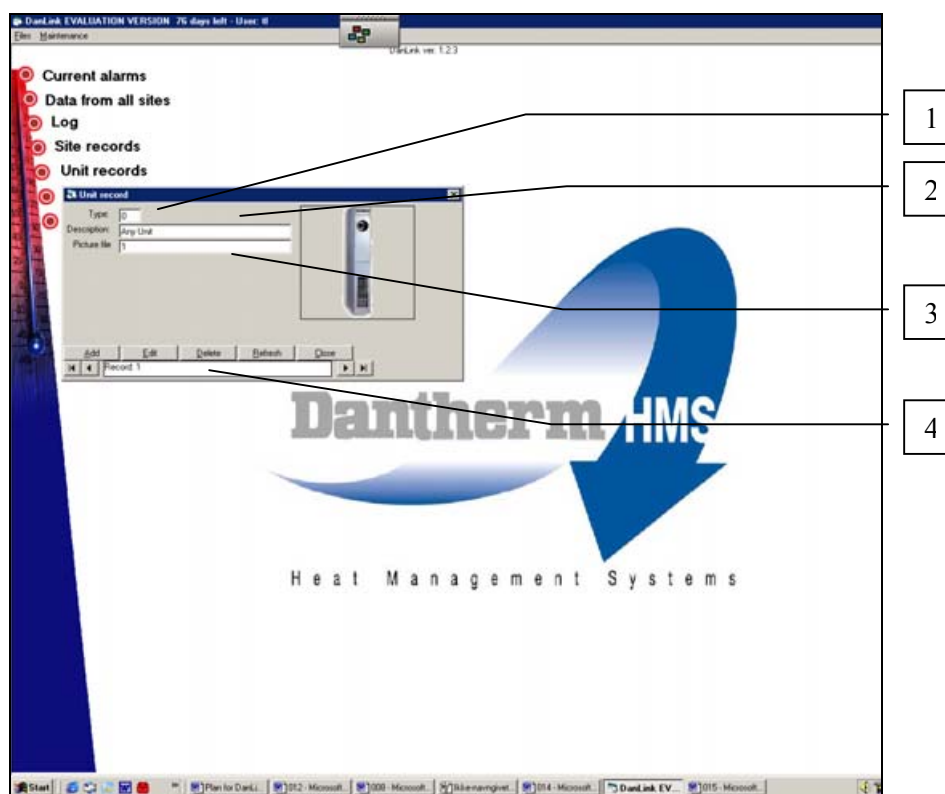 DanLink EVALUATION VERSION 76 days left - User: tl
Files Maintenance
DanLink ver. 1.2.3
Current alarms
Data from all sites
Log
Site records
Unit records
Unit record
Type: 0
Description: Any Unit
Picture file 1
Add Edit Delete Refresh Close
Record: 1
Dantherm HMS
Heat Management Systems
1
2
3
4
Start Plan for DanLi... 012 - Microsoft... 008 - Microsoft... Ikke-navngivet... 014 - Microsoft... DanLink EV... 015 - Microsoft...